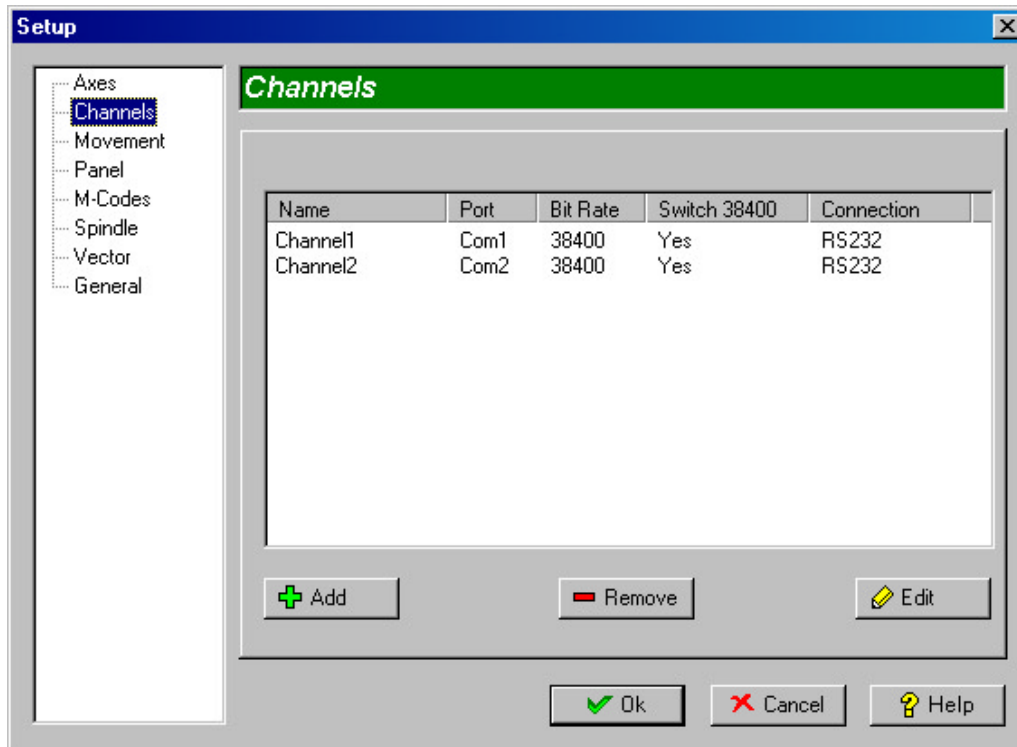 Setup
Axes
Channels
Movement
Panel
M-Codes
Spindle
Vector
General
Channels
Name Port Bit Rate Switch 38400 Connection
Channel1 Com1 38400 Yes RS232
Channel2 Com2 38400 Yes RS232
Add Remove Edit
Ok Cancel Help